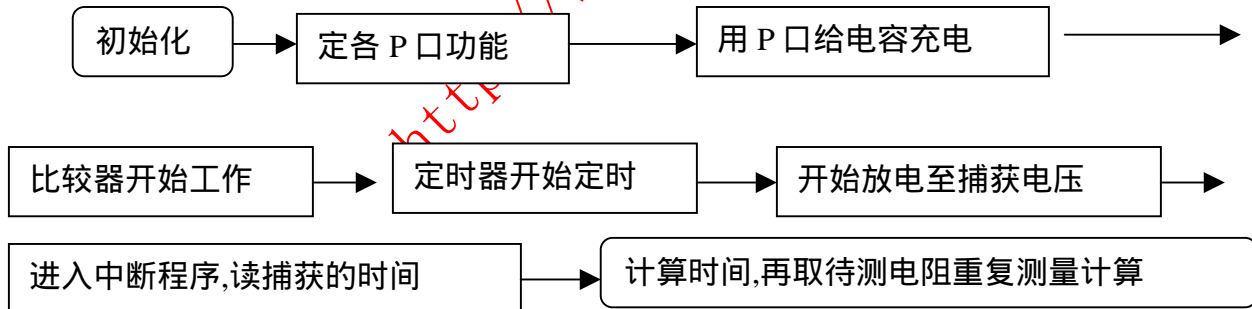 初始化 定各 P 口功能 用 P 口给电容充电
http://
比较器开始工作 定时器开始定时 开始放电至捕获电压
进入中断程序,读捕获的时间 计算时间,再取待测电阻重复测量计算